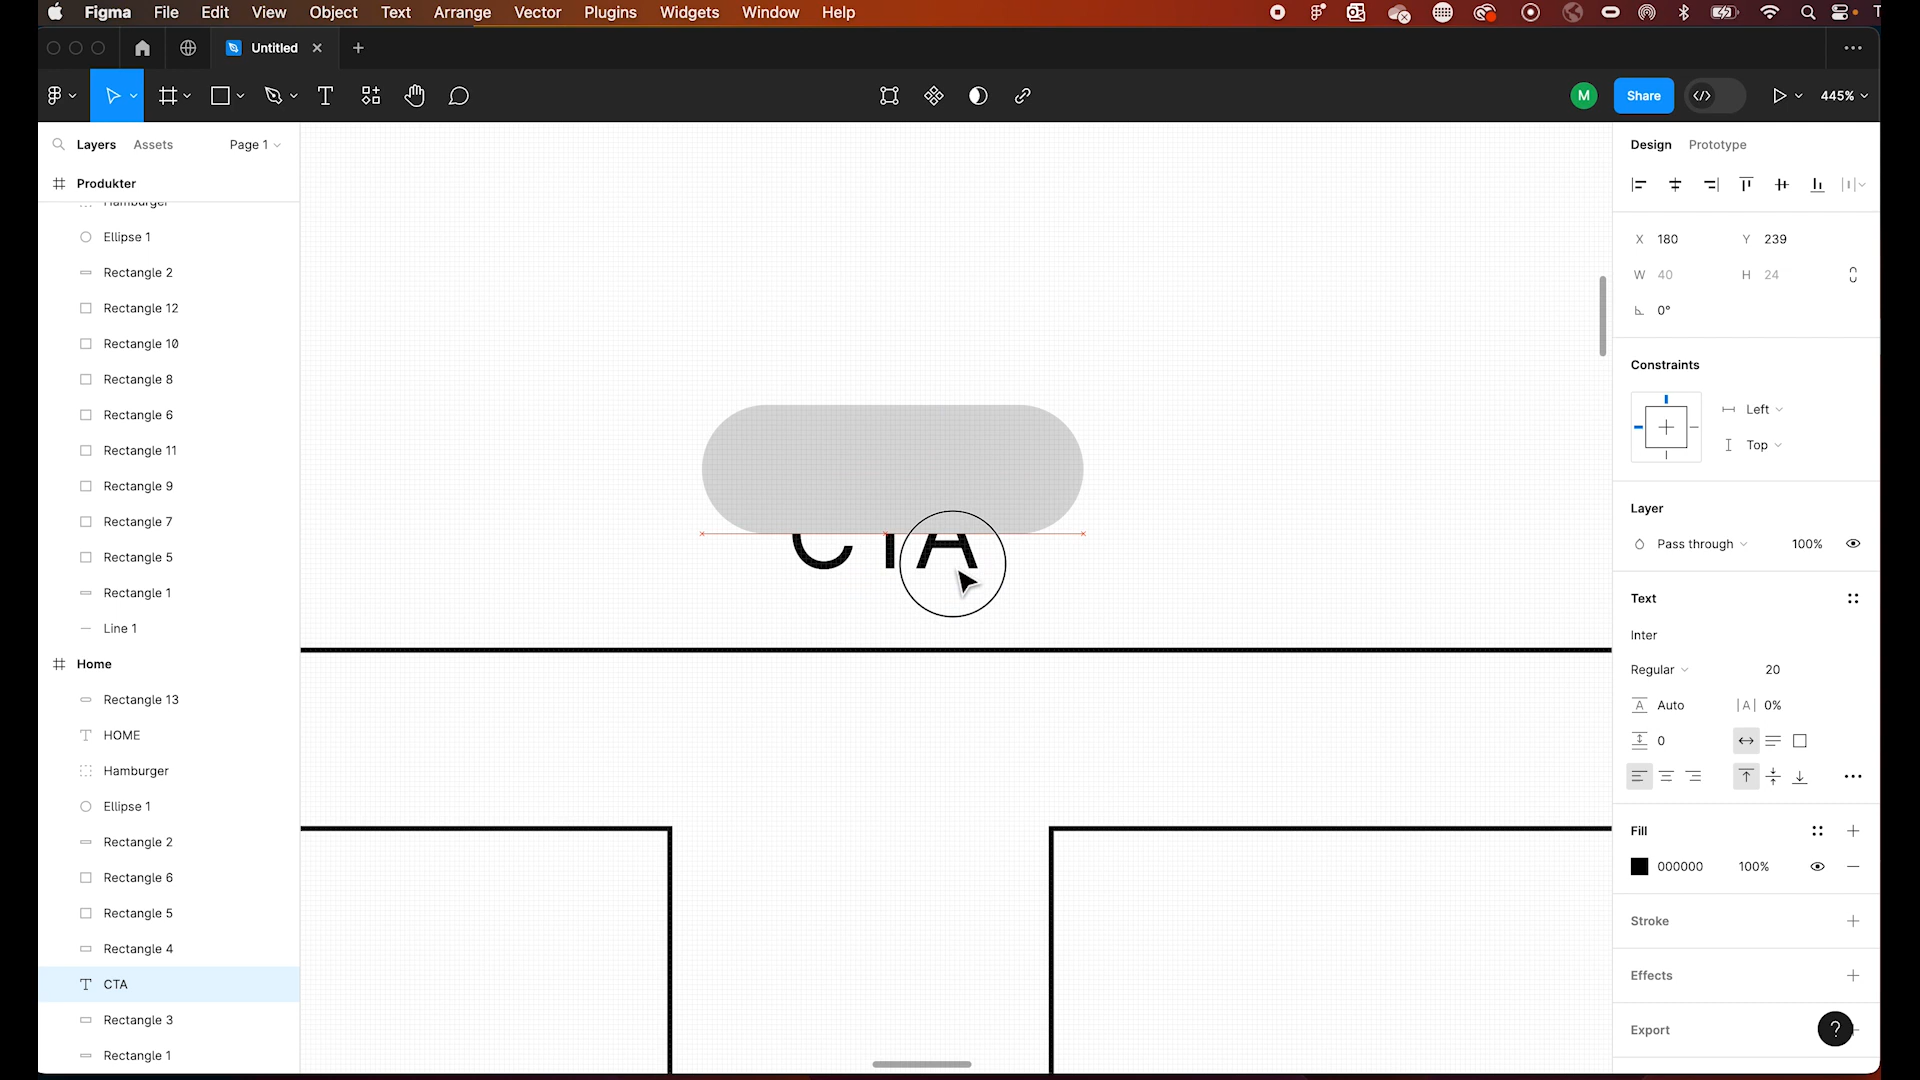 Figma File Edit View Object Text Arrange Vector Plugins Widgets Window Help
Untitled
M Share 445%
Layers Assets Page 1
Produkter
Hamburger
Ellipse 1
Rectangle 2
Rectangle 12
Rectangle 10
Rectangle 8
Rectangle 6
Rectangle 11
Rectangle 9
Rectangle 7
Rectangle 5
Rectangle 1
Line 1
Home
Rectangle 13
HOME
Hamburger
Ellipse 1
Rectangle 2
Rectangle 6
Rectangle 5
Rectangle 4
CTA
Rectangle 3
Rectangle 1
CTA
Design Prototype
X 180 Y 239
W 40 H 24
0°
Constraints
Left
Top
Layer
Pass through 100%
Text
Inter
Regular 20
Auto 0%
0
Fill
000000 100%
Stroke
Effects
Export
?